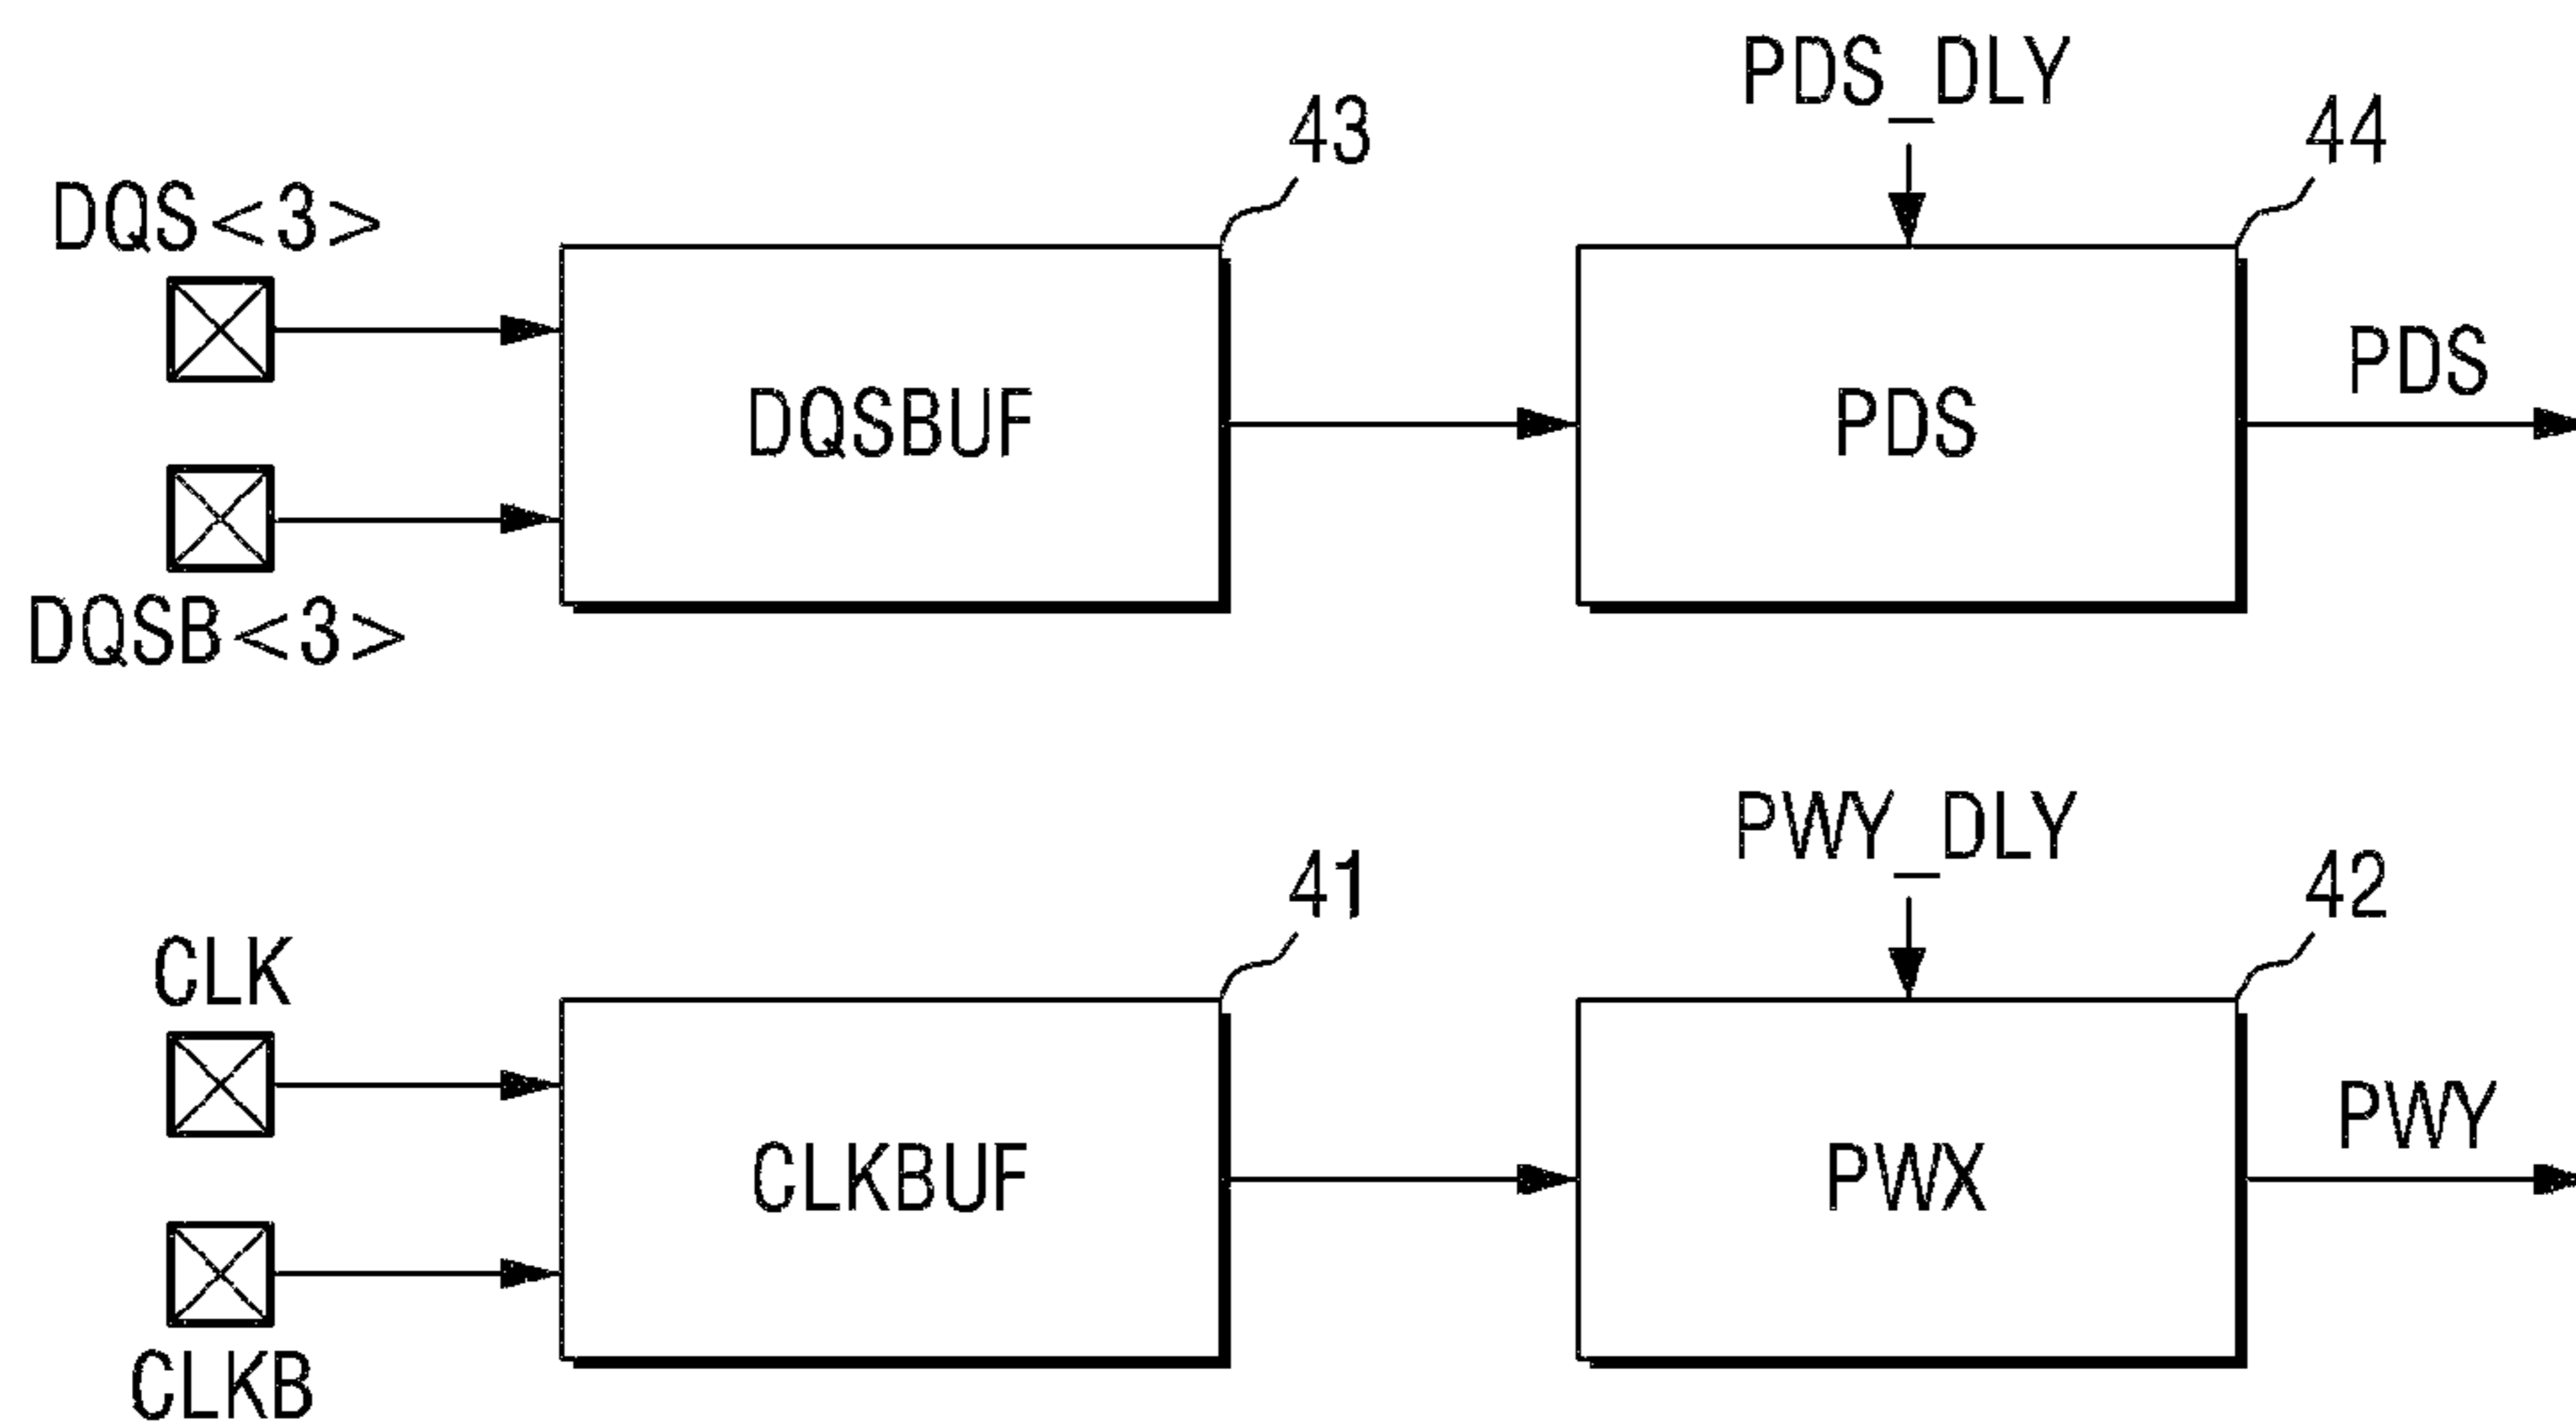 PDS_DLY
43
44
DQS<3>
DQSBUF
PDS
PDS
DQSB<3>
PWY_DLY
41
42
CLK
CLKBUF
PWX
PWY
CLKB